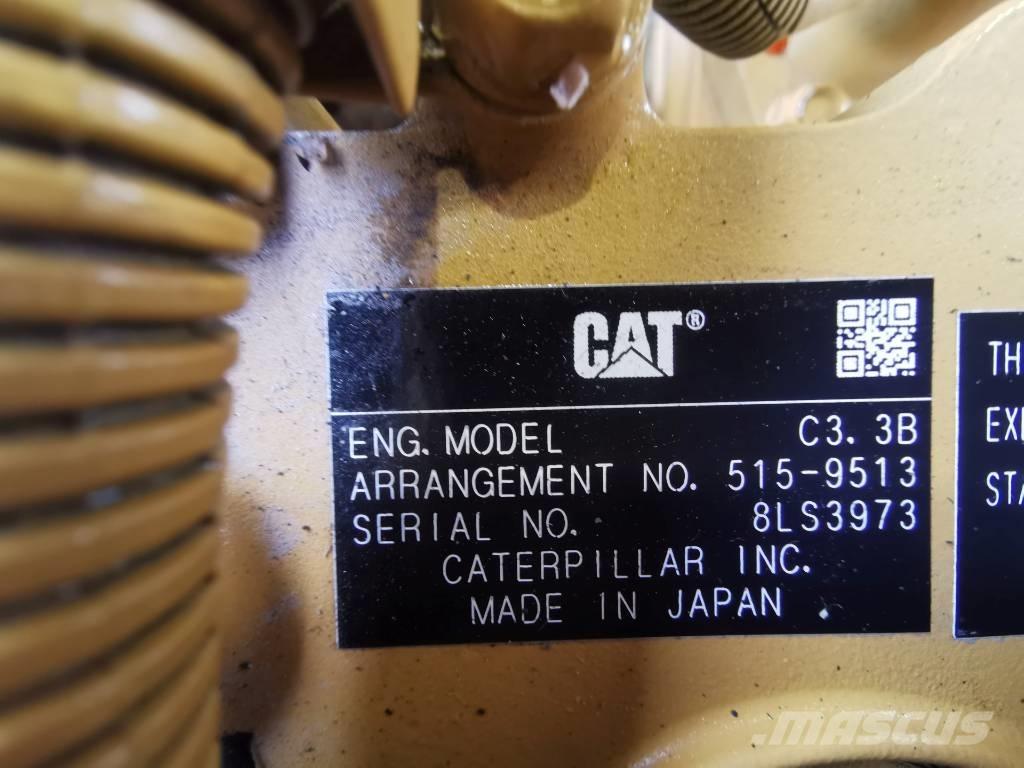 CAT®
ENG. MODEL C3.3B
ARRANGEMENT NO. 515-9513
SERIAL NO. 8LS3973
CATERPILLAR INC.
MADE IN JAPAN
TH
EX
STA
MASCUS